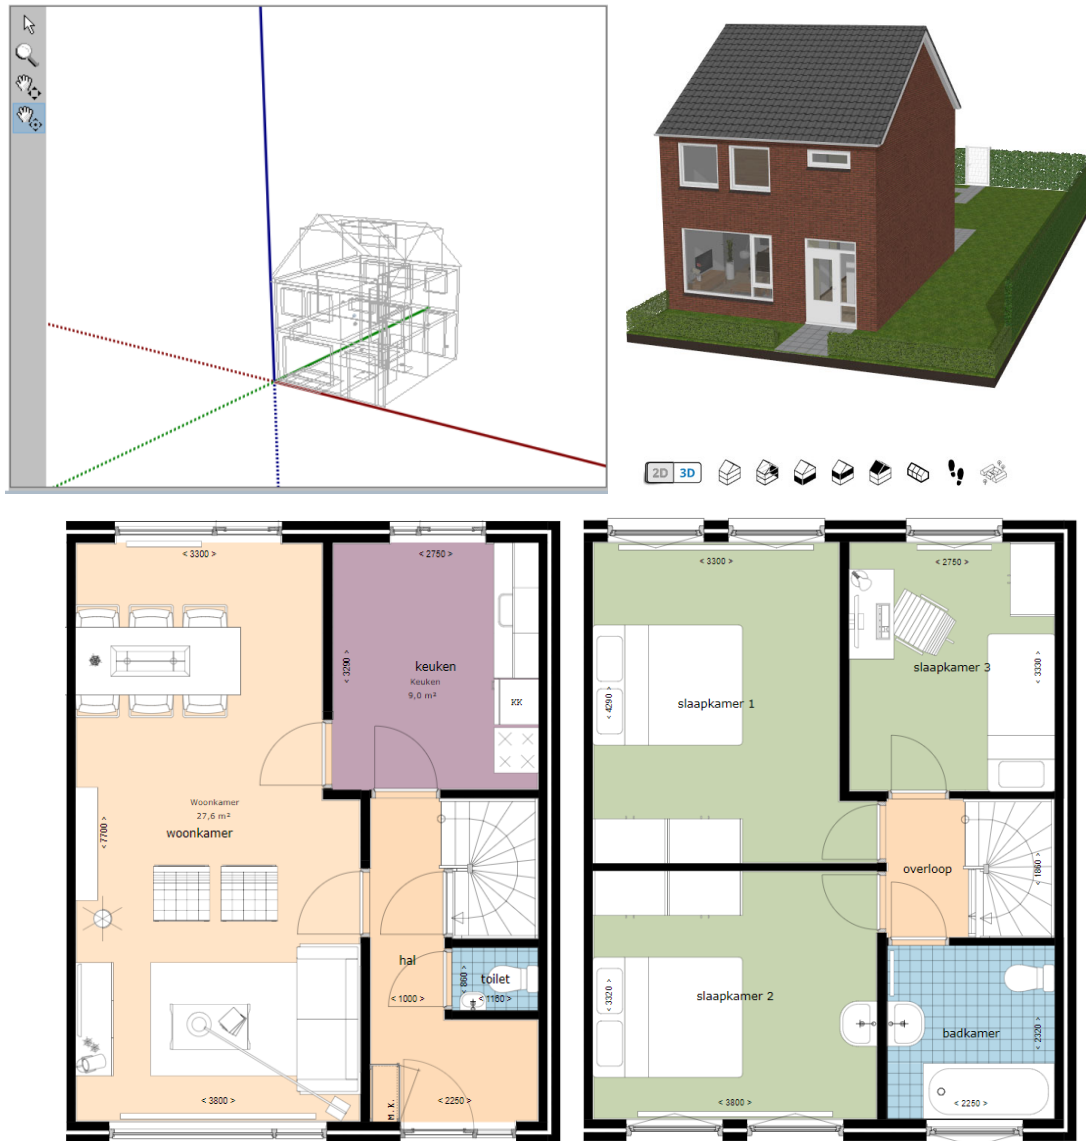 2D 3D
< 3300 >
< 2750 >
< 3290 >
keuken
Keuken
9,0 m²
KK
Woonkamer
27,6 m²
woonkamer
< 7700 >
hal
< 1000 >
< 860 >
toilet
< 1160 >
M.K.
< 3800 >
< 2250 >
< 3300 >
< 2750 >
slaapkamer 3
< 3330 >
slaapkamer 1
< 4290 >
overloop
< 1860 >
slaapkamer 2
< 3320 >
badkamer
< 2320 >
< 3800 >
< 2250 >